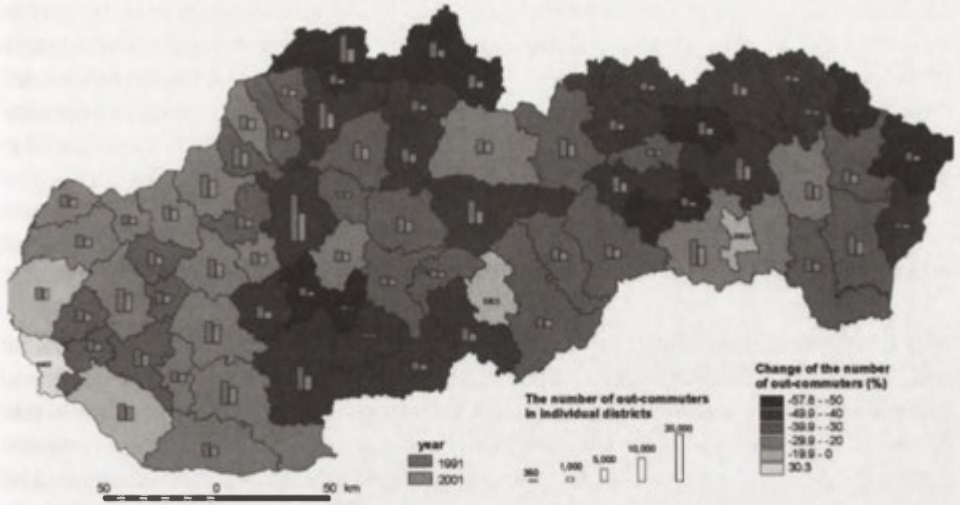 Change of the number
of out-commuters (%)
-57.8 - -50
-49.9 - -40
-39.9 - -30
-29.9 - -20
-19.9 - 0
30.3
The number of out-commuters
in individual districts
350
1,000
5,000
10,000
20,000
year
1991
2001
50 0 50 km